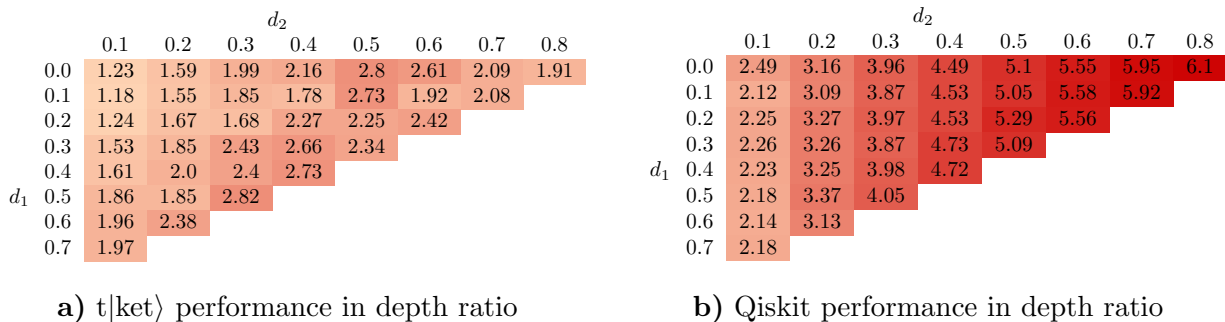 d₂
0.1 0.2 0.3 0.4 0.5 0.6 0.7 0.8
0.0 1.23 1.59 1.99 2.16 2.8 2.61 2.09 1.91
0.1 1.18 1.55 1.85 1.78 2.73 1.92 2.08
0.2 1.24 1.67 1.68 2.27 2.25 2.42
0.3 1.53 1.85 2.43 2.66 2.34
0.4 1.61 2.0 2.4 2.73
d₁ 0.5 1.86 1.85 2.82
0.6 1.96 2.38
0.7 1.97
a) t|ket⟩ performance in depth ratio
d₂
0.1 0.2 0.3 0.4 0.5 0.6 0.7 0.8
0.0 2.49 3.16 3.96 4.49 5.1 5.55 5.95 6.1
0.1 2.12 3.09 3.87 4.53 5.05 5.58 5.92
0.2 2.25 3.27 3.97 4.53 5.29 5.56
0.3 2.26 3.26 3.87 4.73 5.09
d₁ 0.4 2.23 3.25 3.98 4.72
0.5 2.18 3.37 4.05
0.6 2.14 3.13
0.7 2.18
b) Qiskit performance in depth ratio